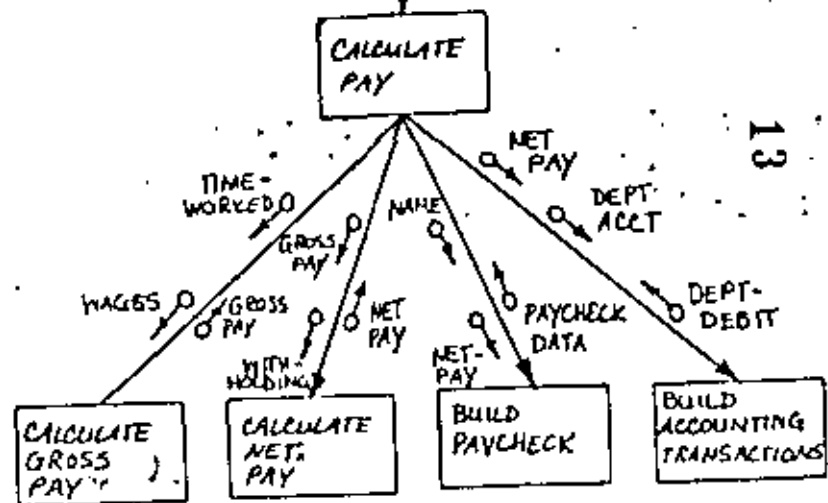 CALCULATE
PAY
13
NET
PAY
TIME-
WORKED
DEPT-
ACCT
NAME
GROSS
PAY
WAGES
GROSS
PAY
NET
PAY
PAYCHECK
DATA
DEPT-
DEBIT
WITH-
HOLDING
NET-
PAY
CALCULATE
GROSS
PAY
CALCULATE
NET
PAY
BUILD
PAYCHECK
BUILD
ACCOUNTING
TRANSACTIONS